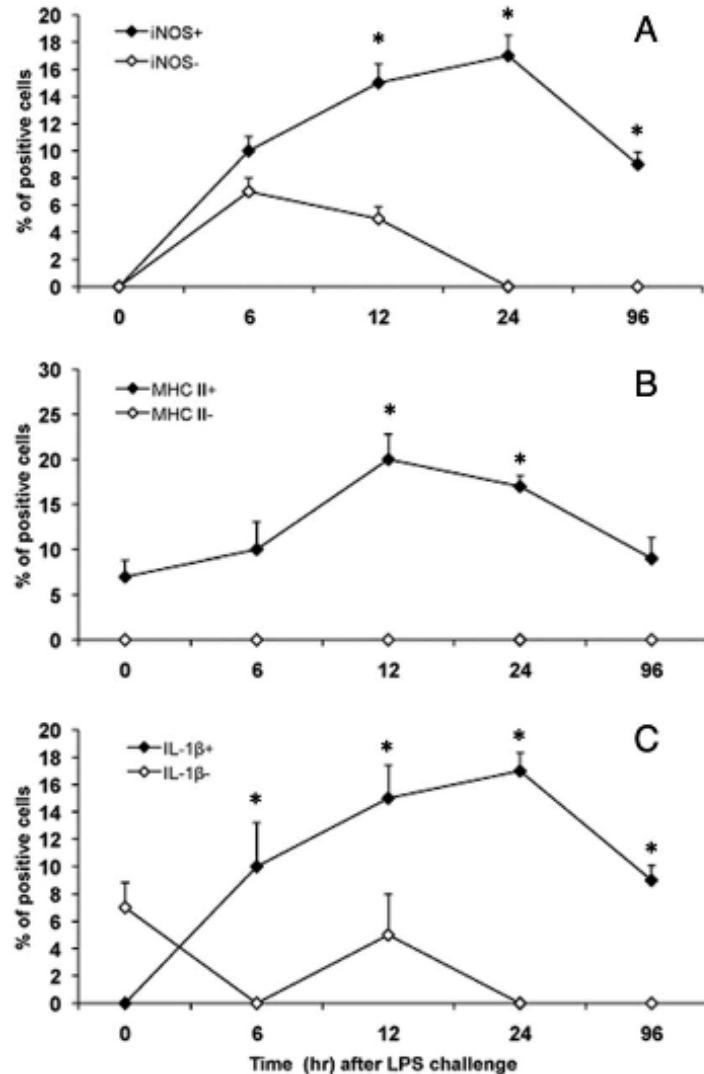 A
iNOS+
iNOS-
% of positive cells
20
18
16
14
12
10
8
6
4
2
0
0 6 12 24 96
* * *
B
MHC II+
MHC II-
% of positive cells
30
25
20
15
10
5
0
0 6 12 24 96
* *
C
IL-1β+
IL-1β-
% of positive cells
20
18
16
14
12
10
8
6
4
2
0
0 6 12 24 96
* * * *
Time (hr) after LPS challenge